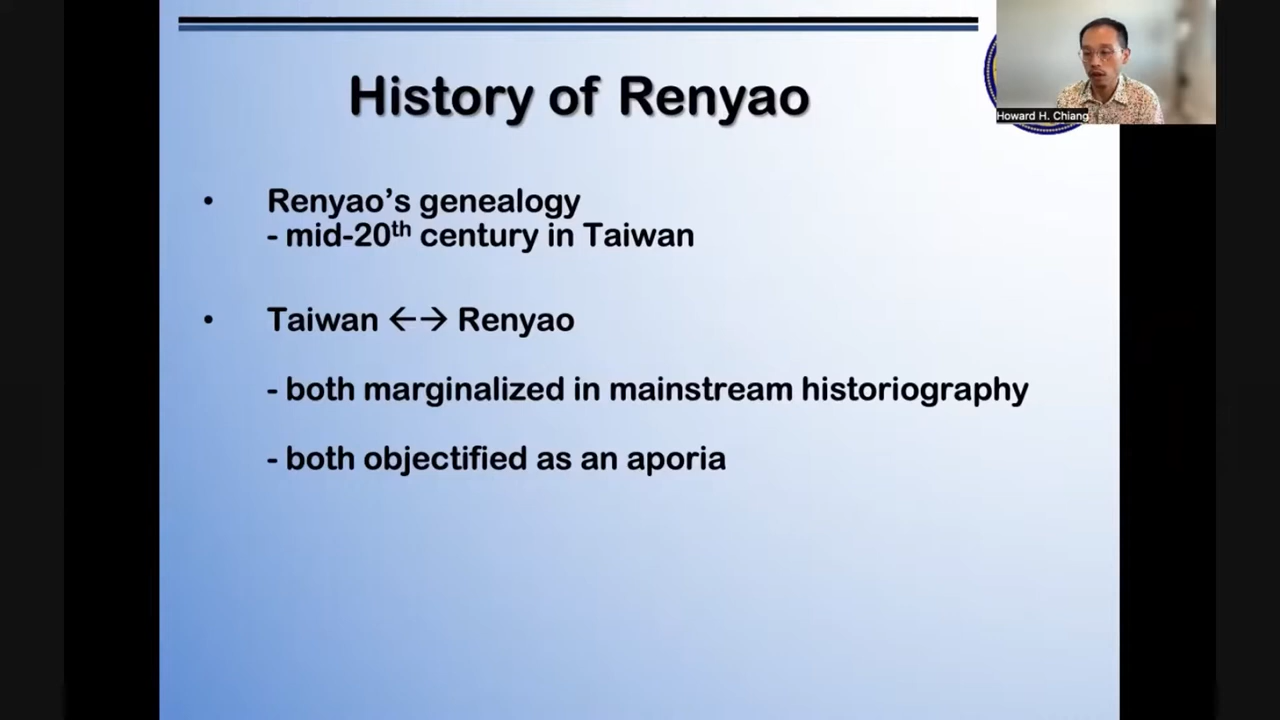 History of Renyao
Howard H. Chiang
• Renyao’s genealogy
- mid-20th century in Taiwan
• Taiwan ←→ Renyao
- both marginalized in mainstream historiography
- both objectified as an aporia